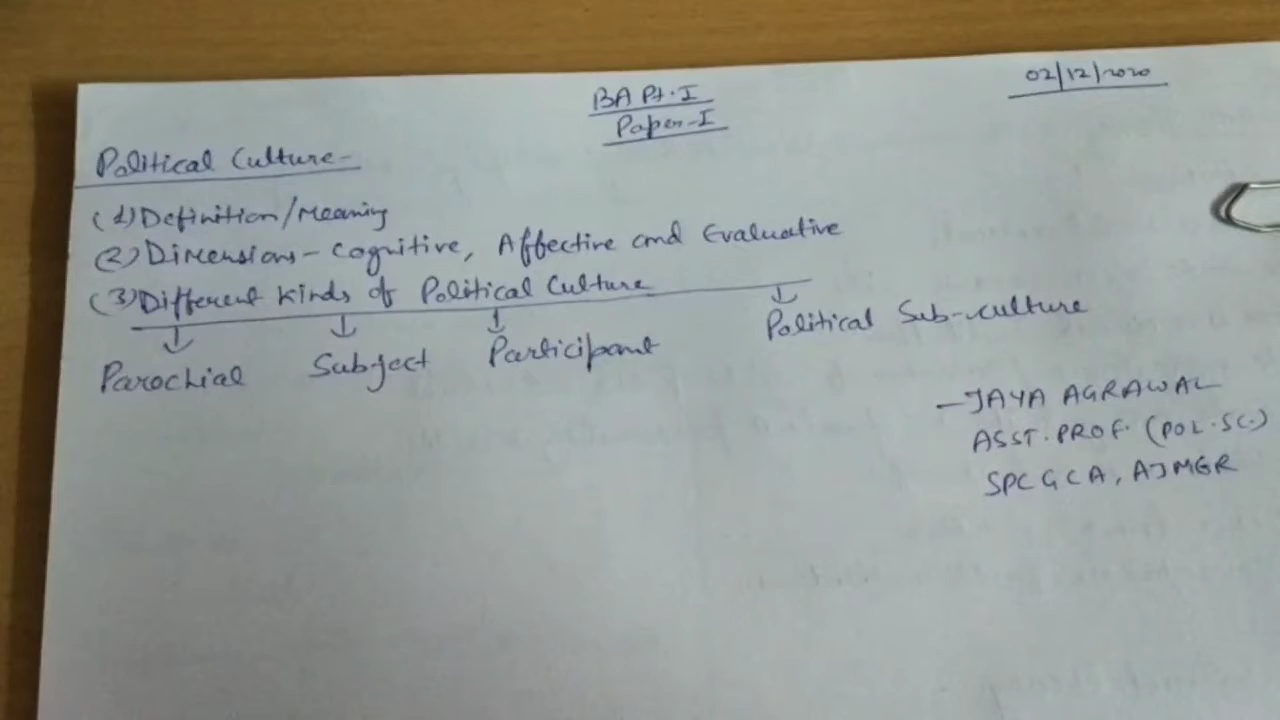 BA Pt. I
Paper-I
02/12/2020
Political Culture-
(1) Definition/Meaning
(2) Dimensions - Cognitive, Affective and Evaluative
(3) Different Kinds of Political Culture
Parochial Subject Participant Political Sub-culture
- JAYA AGRAWAL
ASST. PROF. (POL. SC.)
SPCGCA, AJMER